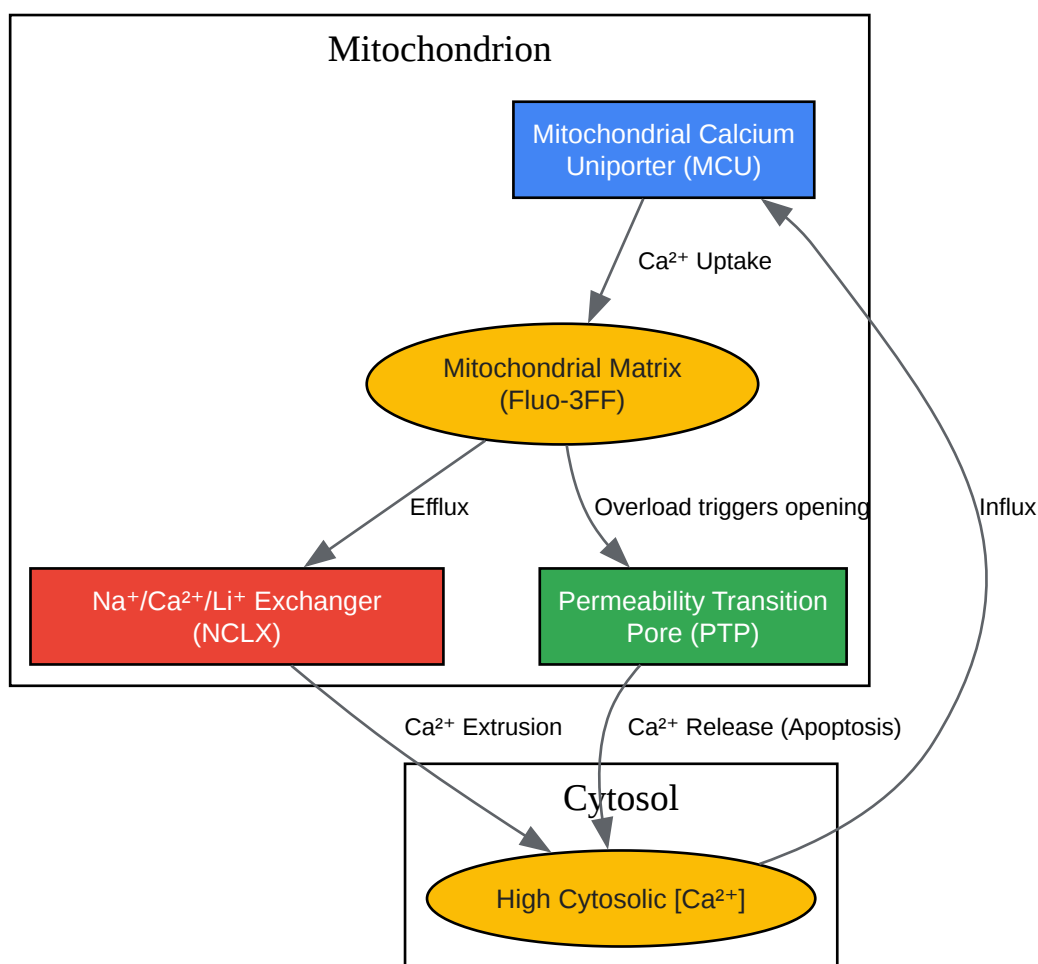 Mitochondrion
Mitochondrial Calcium
Uniporter (MCU)
Ca²⁺ Uptake
Mitochondrial Matrix
(Fluo-3FF)
Efflux
Overload triggers opening
Influx
Na⁺/Ca²⁺/Li⁺ Exchanger
(NCLX)
Permeability Transition
Pore (PTP)
Ca²⁺ Extrusion
Ca²⁺ Release (Apoptosis)
Cytosol
High Cytosolic [Ca²⁺]